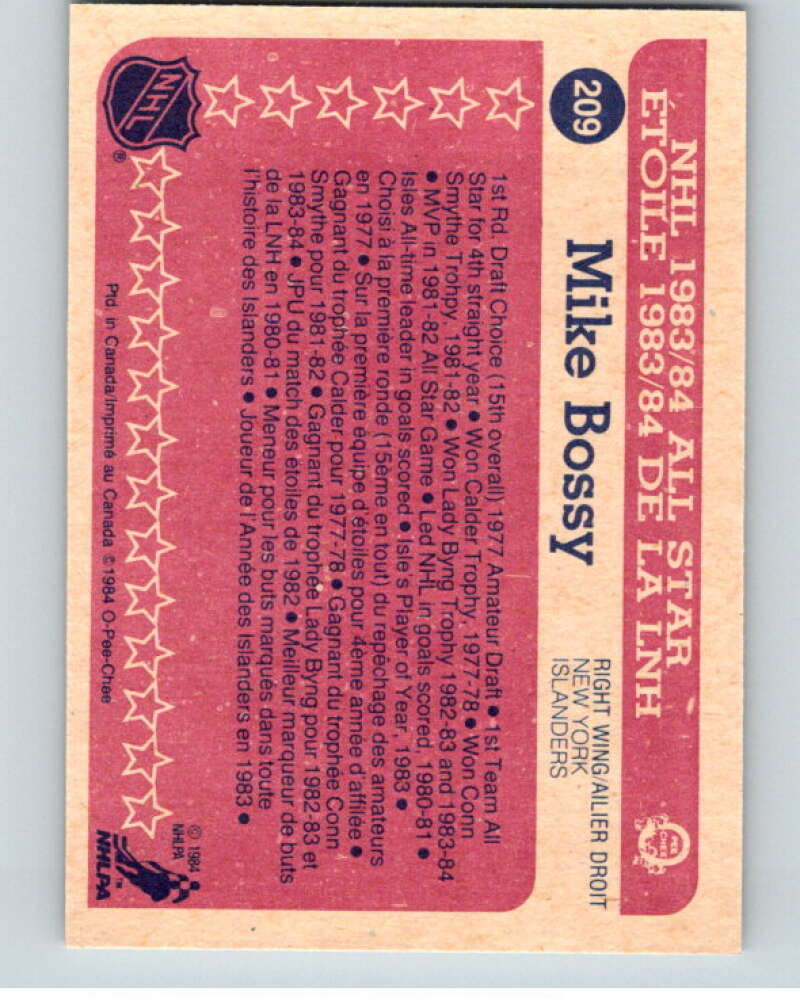 NHL 1983/84 ALL STAR
ÉTOILE 1983/84 DE LA LNH
O
PEE
CHEE
209
Mike Bossy
RIGHT WING/AILIER DROIT
NEW YORK
ISLANDERS
1st Rd. Draft Choice (15th overall) 1977 Amateur Draft ● 1st Team All
Star for 4th straight year ● Won Calder Trophy, 1977-78 ● Won Conn
Smythe Trohpy, 1981-82 ● Won Lady Byng Trophy 1982-83 and 1983-84
● MVP in 1981-82 All Star Game ● Led NHL in goals scored, 1980-81 ●
Isles All-time leader in goals scored ● Isle's Player of Year, 1983 ●
Choisi à la première ronde (15ème en tout) du repêchage des amateurs
en 1977 ● Sur la première équipe d'étoiles pour 4ème année d'affilée ●
Gagnant du trophée Calder pour 1977-78 ● Gagnant du trophée Conn
Smythe pour 1981-82 ● Gagnant du trophée Lady Byng pour 1982-83 et
1983-84 ● JPU du match des étoiles de 1982 ● Meilleur marqueur de buts
de la LNH en 1980-81 ● Meneur pour les buts marqués dans toute
l'histoire des Islanders ● Joueur de l'Année des Islanders en 1983 ●
NHL
®
Ptd in Canada/Imprimé au Canada ©1984 O-Pee-Chee
© 1984
NHLPA
NHLPA™